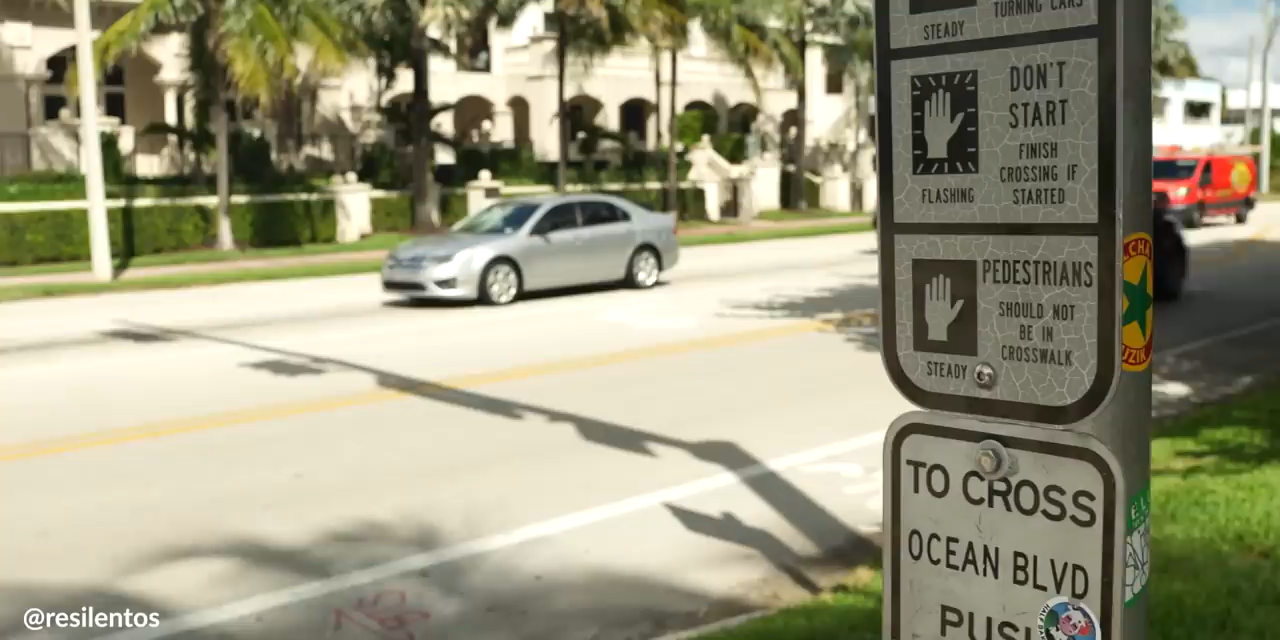 TURNING CARS
STEADY
DON'T
START
FINISH
CROSSING IF
STARTED
FLASHING
PEDESTRIANS
SHOULD NOT
BE IN
CROSSWALK
STEADY
TO CROSS
OCEAN BLVD
@resilentos